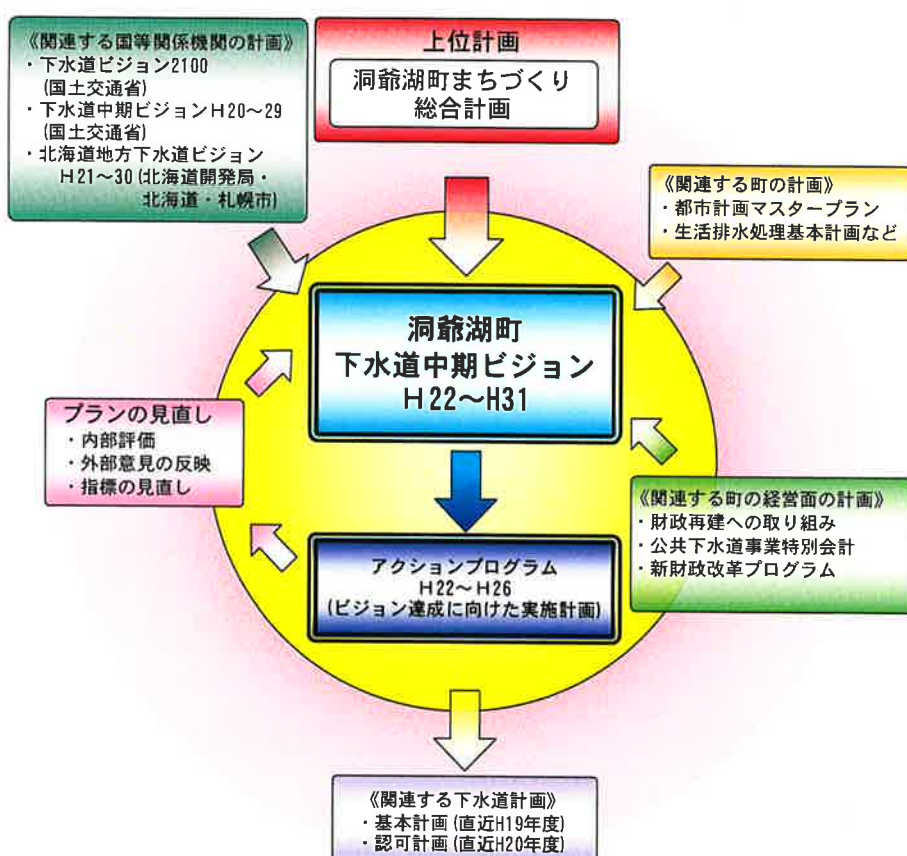 《関連する国等関係機関の計画》
・下水道ビジョン2100
(国土交通省)
・下水道中期ビジョンH20～29
(国土交通省)
・北海道地方下水道ビジョン
H21～30(北海道開発局・
北海道・札幌市)
上位計画
洞爺湖町まちづくり
総合計画
《関連する町の計画》
・都市計画マスタープラン
・生活排水処理基本計画など
洞爺湖町
下水道中期ビジョン
H22～H31
プランの見直し
・内部評価
・外部意見の反映
・指標の見直し
《関連する町の経営面の計画》
・財政再建への取り組み
・公共下水道事業特別会計
・新財政改革プログラム
アクションプログラム
H22～H26
(ビジョン達成に向けた実施計画)
《関連する下水道計画》
・基本計画(直近H19年度)
・認可計画(直近H20年度)